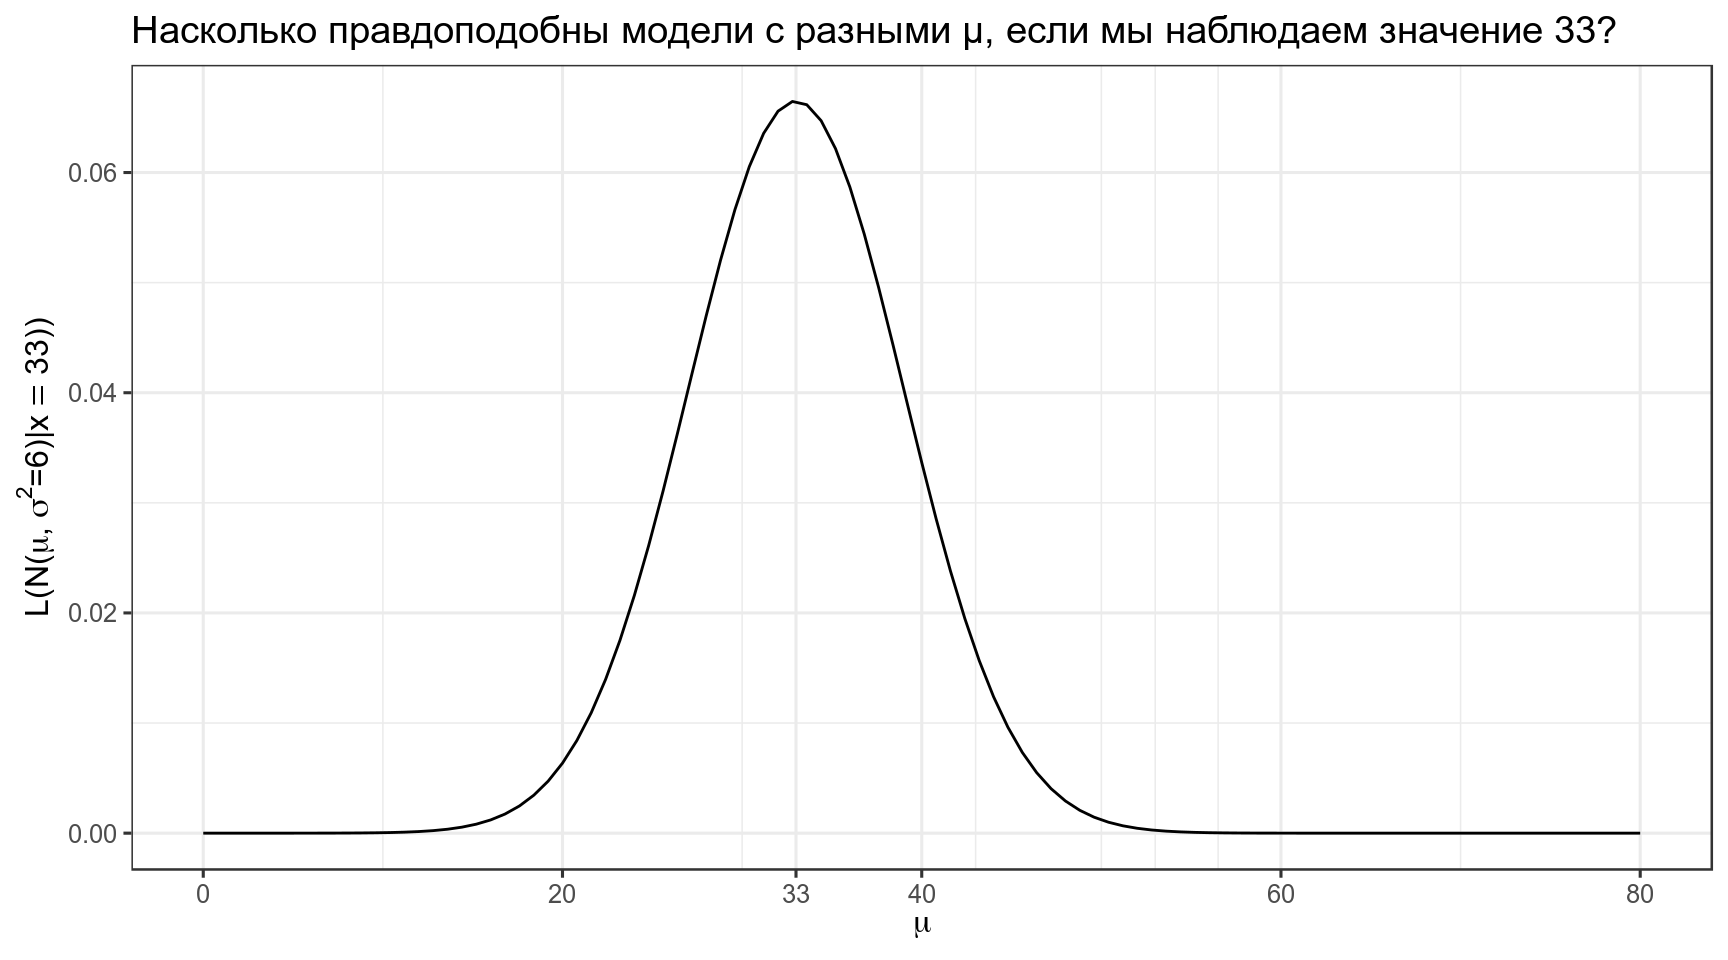 Насколько правдоподобны модели с разными μ, если мы наблюдаем значение 33?
L(N(μ, σ²=6)|x = 33))
0.06
0.04
0.02
0.00
0 20 33 40 60 80
μ